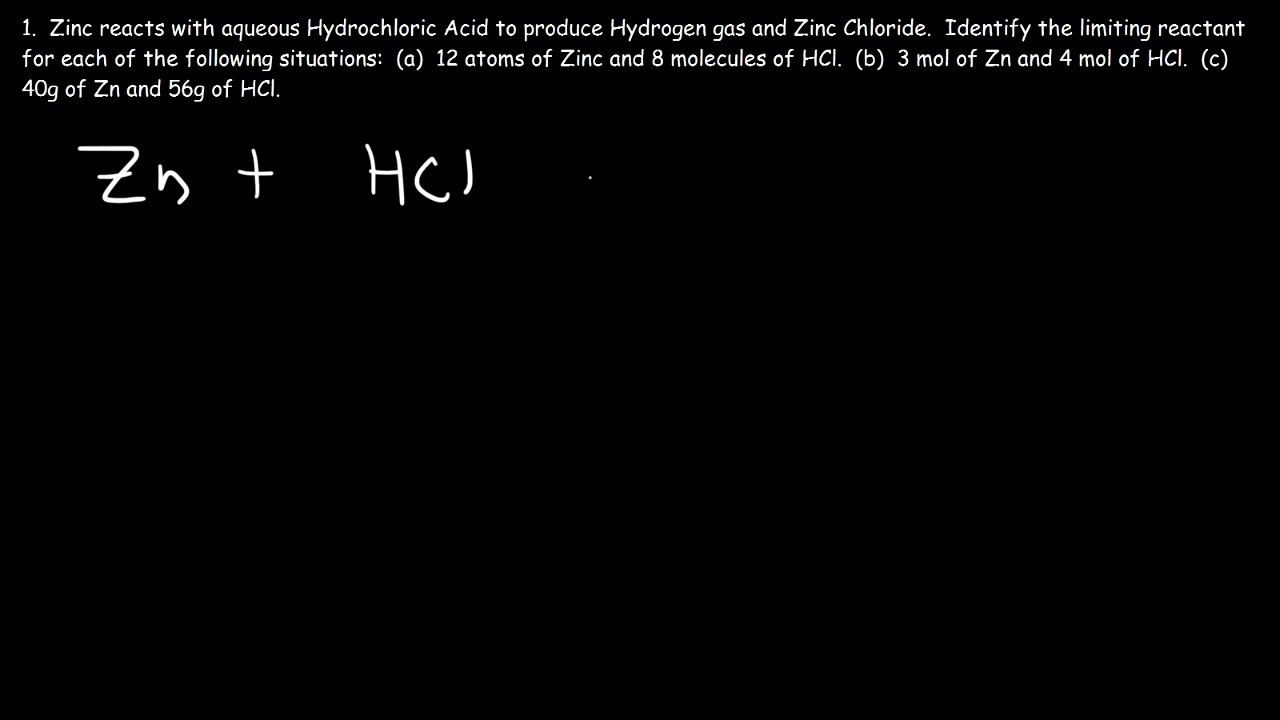 1. Zinc reacts with aqueous Hydrochloric Acid to produce Hydrogen gas and Zinc Chloride. Identify the limiting reactant
for each of the following situations: (a) 12 atoms of Zinc and 8 molecules of HCl. (b) 3 mol of Zn and 4 mol of HCl. (c)
40g of Zn and 56g of HCl.
Zn + HCl